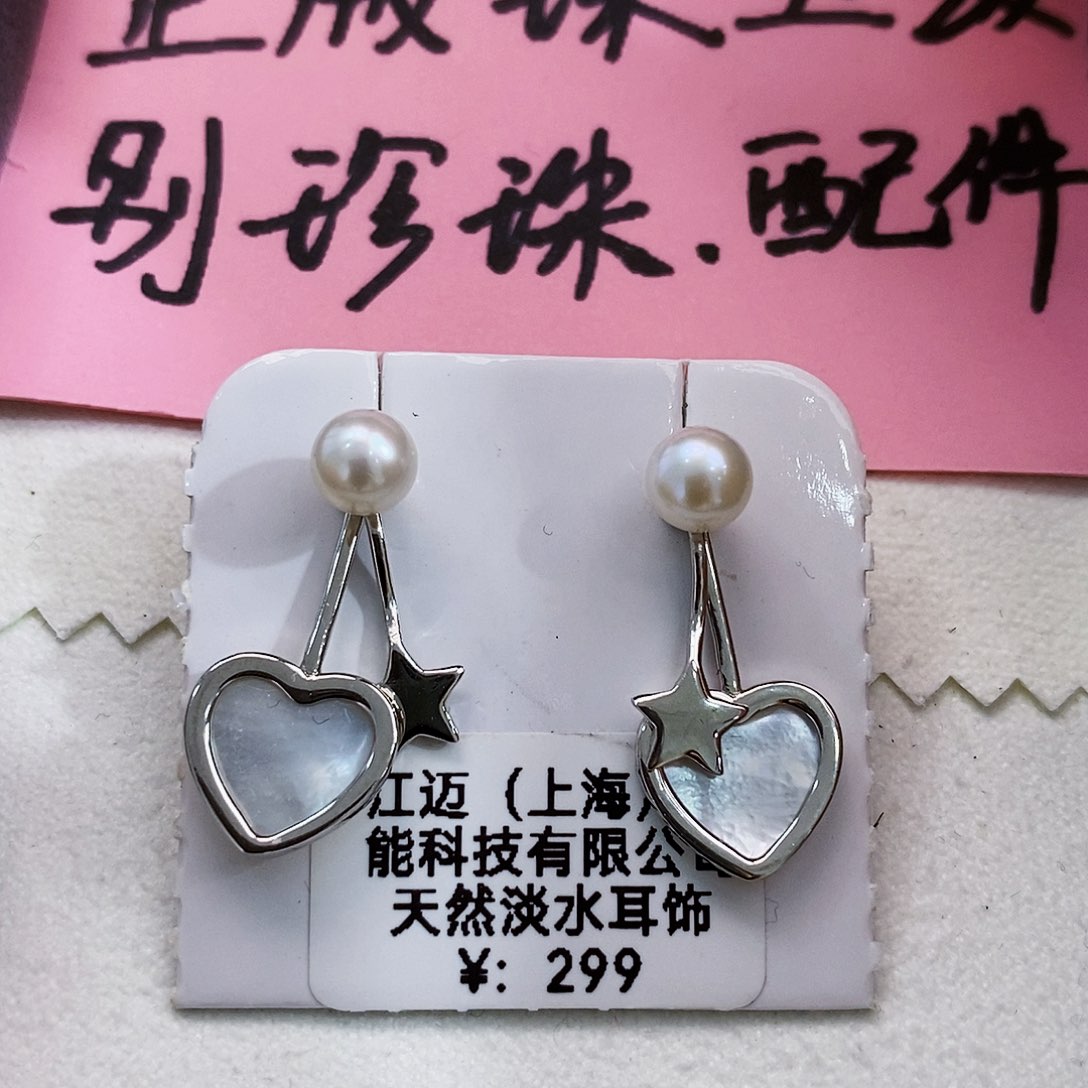 别珍珠.配件
江迈（上海）
能科技有限公司
天然淡水耳饰
¥: 299